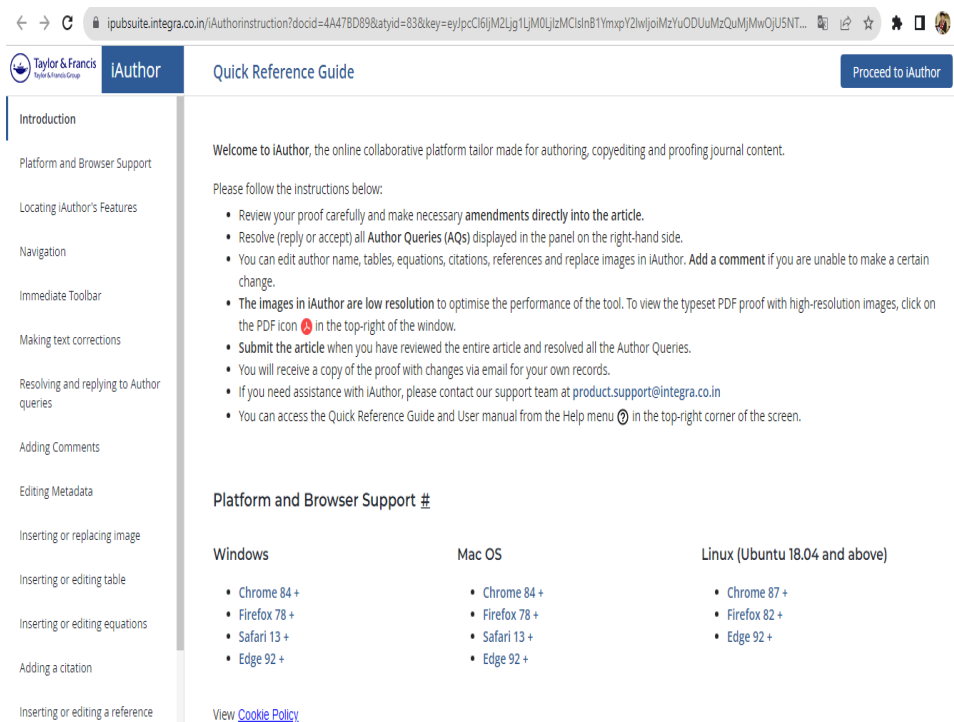 ipubsuite.integra.co.in/iAuthorinstruction?docid=4A47BD89&atyid=83&key=
Taylor & Francis
Taylor & Francis Group
iAuthor
Quick Reference Guide
Proceed to iAuthor
Introduction
Platform and Browser Support
Locating iAuthor's Features
Navigation
Immediate Toolbar
Making text corrections
Resolving and replying to Author
queries
Adding Comments
Editing Metadata
Inserting or replacing image
Inserting or editing table
Inserting or editing equations
Adding a citation
Inserting or editing a reference
Welcome to iAuthor, the online collaborative platform tailor made for authoring, copyediting and proofing journal content.
Please follow the instructions below:
• Review your proof carefully and make necessary amendments directly into the article.
• Resolve (reply or accept) all Author Queries (AQs) displayed in the panel on the right-hand side.
• You can edit author name, tables, equations, citations, references and replace images in iAuthor. Add a comment if you are unable to make a certain
change.
• The images in iAuthor are low resolution to optimise the performance of the tool. To view the typeset PDF proof with high-resolution images, click on
the PDF icon in the top-right of the window.
• Submit the article when you have reviewed the entire article and resolved all the Author Queries.
• You will receive a copy of the proof with changes via email for your own records.
• If you need assistance with iAuthor, please contact our support team at product.support@integra.co.in
• You can access the Quick Reference Guide and User manual from the Help menu ? in the top-right corner of the screen.
Platform and Browser Support #
Windows
• Chrome 84 +
• Firefox 78 +
• Safari 13 +
• Edge 92 +
Mac OS
• Chrome 84 +
• Firefox 78 +
• Safari 13 +
• Edge 92 +
Linux (Ubuntu 18.04 and above)
• Chrome 87 +
• Firefox 82 +
• Edge 92 +
View Cookie Policy